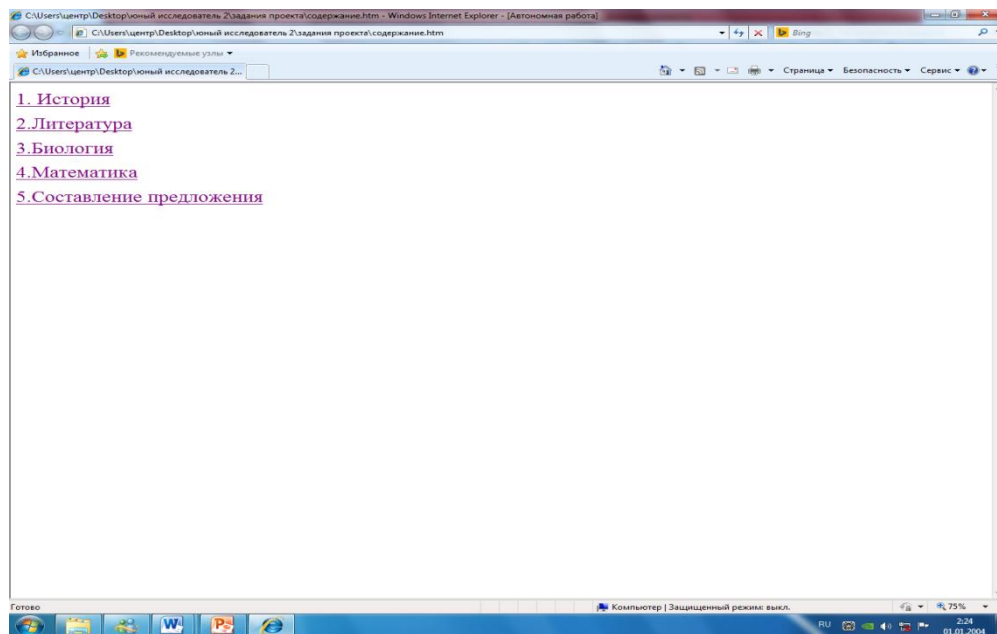 C:\Users\центр\Desktop\юный исследователь 2\задания проекта\содержание.htm - Windows Internet Explorer - [Автономная работа]
C:\Users\центр\Desktop\юный исследователь 2\задания проекта\содержание.htm
Bing
Избранное Рекомендуемые узлы
C:\Users\центр\Desktop\юный исследователь 2...
Страница Безопасность Сервис
1. История
2.Литература
3.Биология
4.Математика
5.Составление предложения
Готово
Компьютер | Защищенный режим: выкл.
75%
RU
2:24
01.01.2004